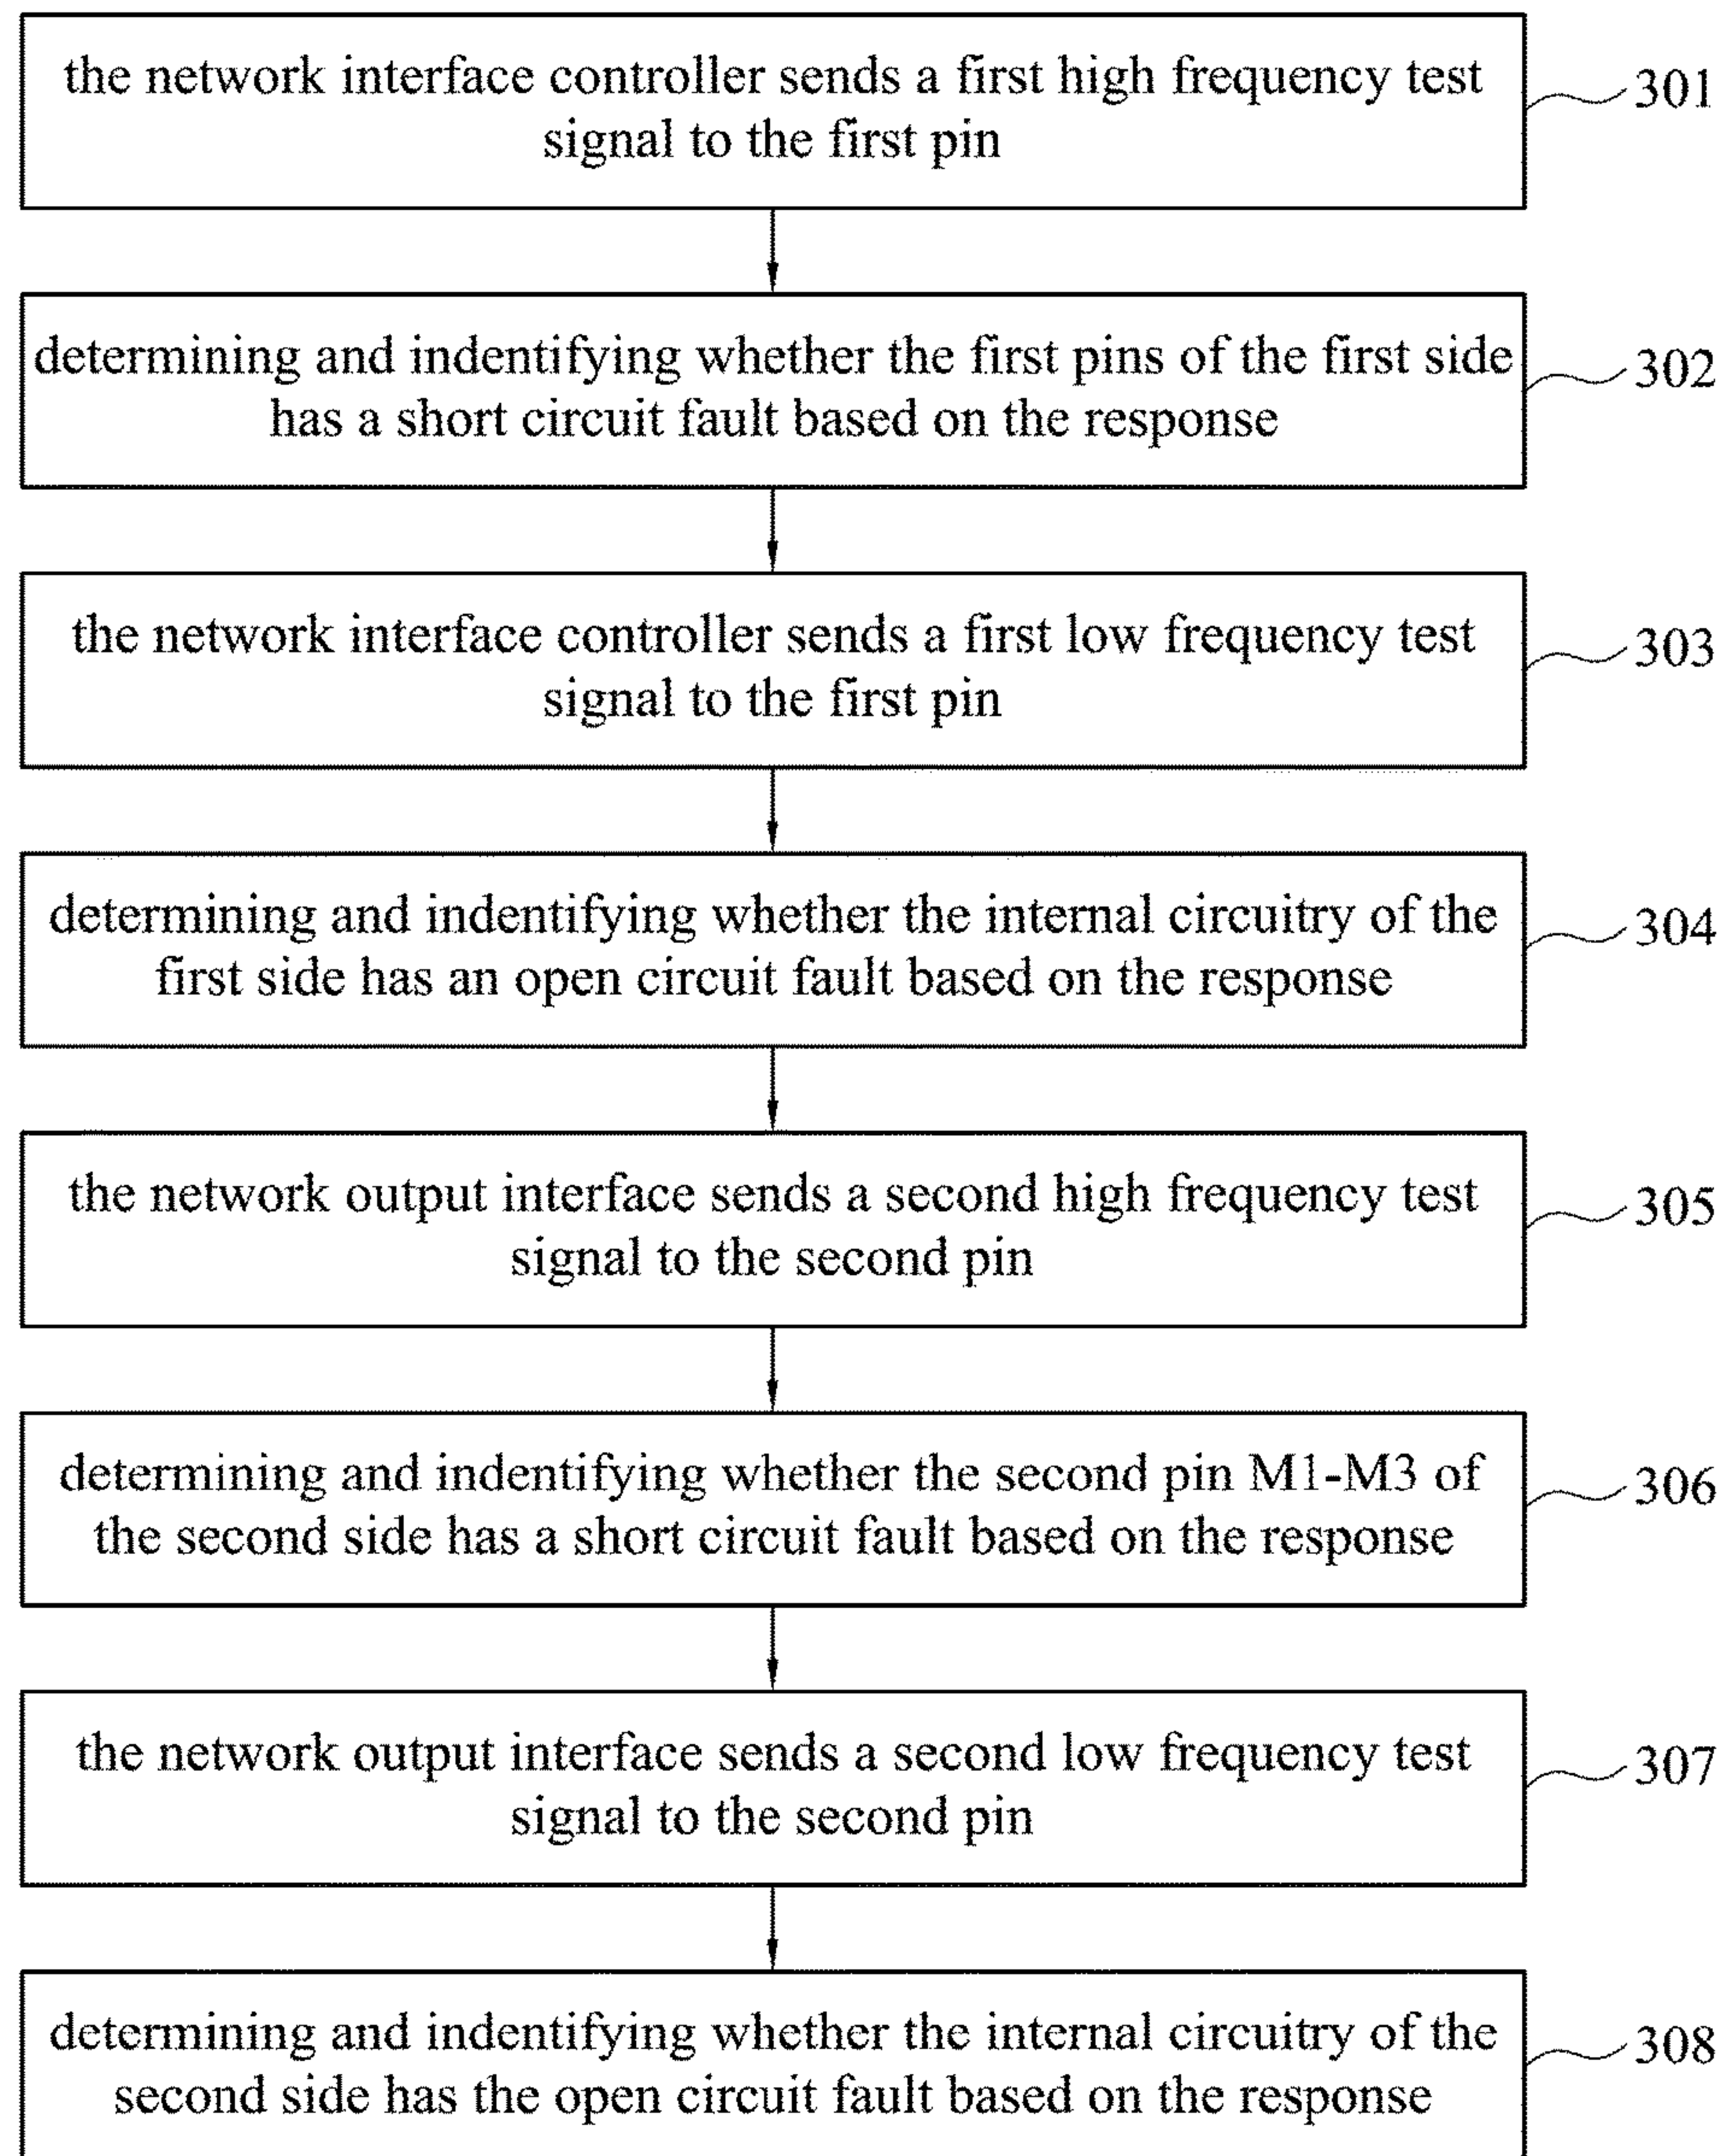 the network interface controller sends a first high frequency test
signal to the first pin
301
determining and indentifying whether the first pins of the first side
has a short circuit fault based on the response
302
the network interface controller sends a first low frequency test
signal to the first pin
303
determining and indentifying whether the internal circuitry of the
first side has an open circuit fault based on the response
304
the network output interface sends a second high frequency test
signal to the second pin
305
determining and indentifying whether the second pin M1-M3 of
the second side has a short circuit fault based on the response
306
the network output interface sends a second low frequency test
signal to the second pin
307
determining and indentifying whether the internal circuitry of the
second side has the open circuit fault based on the response
308